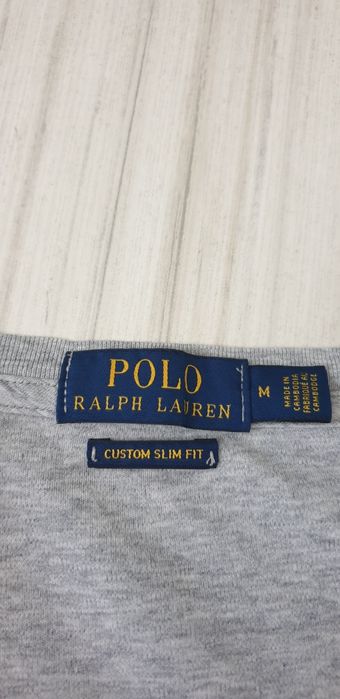 POLO
RALPH LAUREN
M
MADE IN
CAMBODIA
FABRIQUÉ AU
CAMBODGE
CUSTOM SLIM FIT